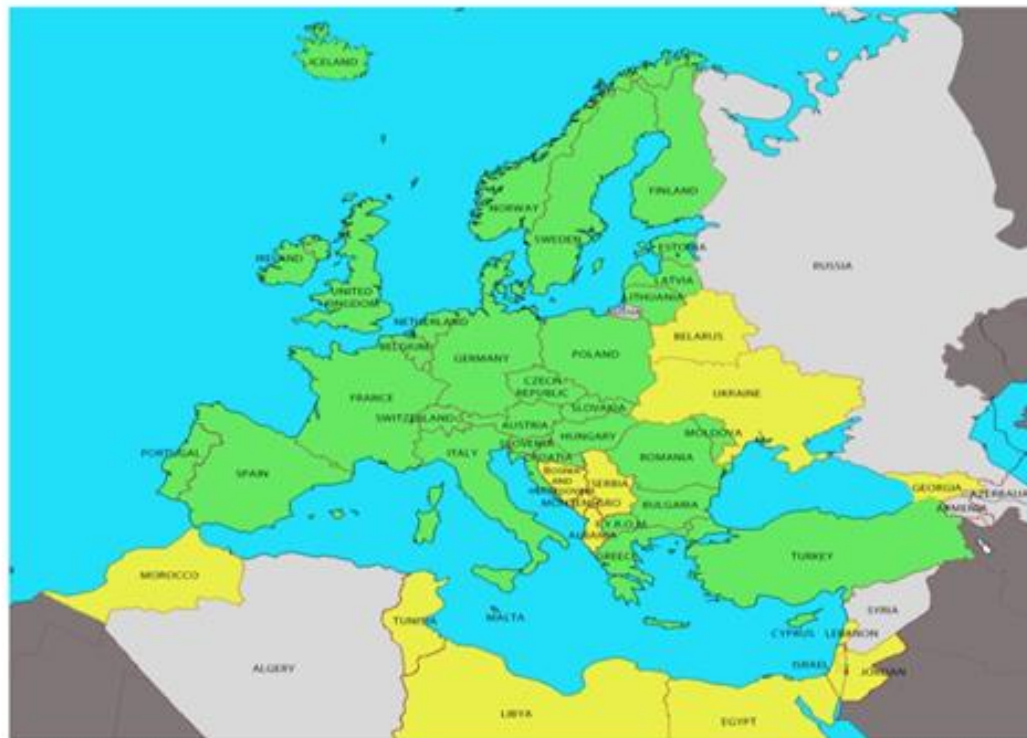 ICELAND
FINLAND
NORWAY
SWEDEN
ESTONIA
IRELAND
RUSSIA
LATVIA
UNITED
KINGDOM
LITHUANIA
NETHERLAND
BELARUS
BELGIUM
GERMANY
POLAND
CZECH
REPUBLIC
UKRAINE
FRANCE
SLOVAKIA
SWITZERLAND
AUSTRIA
MOLDOVA
HUNGARY
SLOVENIA
PORTUGAL
ITALY
CROATIA
ROMANIA
SPAIN
BOSNIA
AND
HERZEGOVINA
SERBIA
GEORGIA
AZERBAIJA
MONTENEGRO
BULGARIA
ARMENIA
F.Y.R.O.M.
ALBANIA
GREECE
TURKEY
MOROCCO
SYRIA
MALTA
TUNISIA
CYPRUS
LEBANON
ALGERY
ISRAEL
JORDAN
LIBYA
EGYPT